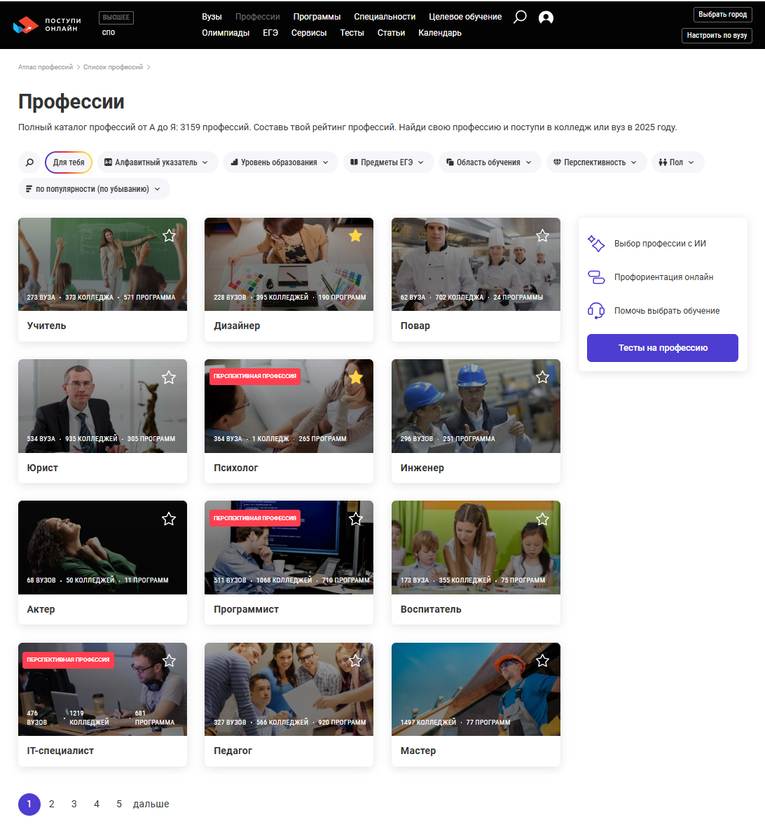 ПОСТУПИ
ОНЛАЙН
ВЫСШЕЕ
СПО
Вузы Профессии Программы Специальности Целевое обучение
Олимпиады ЕГЭ Сервисы Тесты Статьи Календарь
Выбрать город
Настроить по вузу
Атлас профессий > Список профессий >
Профессии
Полный каталог профессий от А до Я: 3159 профессий. Составь твой рейтинг профессий. Найди свою профессию и поступи в колледж или вуз в 2025 году.
Для тебя Алфавитный указатель Уровень образования Предметы ЕГЭ Область обучения Перспективность Пол
по популярности (по убыванию)
273 ВУЗА • 373 КОЛЛЕДЖА • 571 ПРОГРАММА
Учитель
228 ВУЗОВ • 395 КОЛЛЕДЖЕЙ • 190 ПРОГРАММ
Дизайнер
62 ВУЗА • 702 КОЛЛЕДЖА • 24 ПРОГРАММЫ
Повар
Выбор профессии с ИИ
Профориентация онлайн
Помочь выбрать обучение
Тесты на профессию
334 ВУЗА • 935 КОЛЛЕДЖЕЙ • 305 ПРОГРАММ
Юрист
ПЕРСПЕКТИВНАЯ ПРОФЕССИЯ
364 ВУЗА • 1 КОЛЛЕДЖ • 265 ПРОГРАММ
Психолог
296 ВУЗОВ • 251 ПРОГРАММА
Инженер
68 ВУЗОВ • 50 КОЛЛЕДЖЕЙ • 11 ПРОГРАММ
Актер
ПЕРСПЕКТИВНАЯ ПРОФЕССИЯ
511 ВУЗОВ • 1068 КОЛЛЕДЖЕЙ • 710 ПРОГРАММ
Программист
173 ВУЗА • 355 КОЛЛЕДЖЕЙ • 75 ПРОГРАММ
Воспитатель
ПЕРСПЕКТИВНАЯ ПРОФЕССИЯ
476 ВУЗОВ • 1219 КОЛЛЕДЖЕЙ • 681 ПРОГРАММА
IT-специалист
327 ВУЗОВ • 566 КОЛЛЕДЖЕЙ • 920 ПРОГРАММ
Педагог
1497 КОЛЛЕДЖЕЙ • 77 ПРОГРАММ
Мастер
1 2 3 4 5 дальше